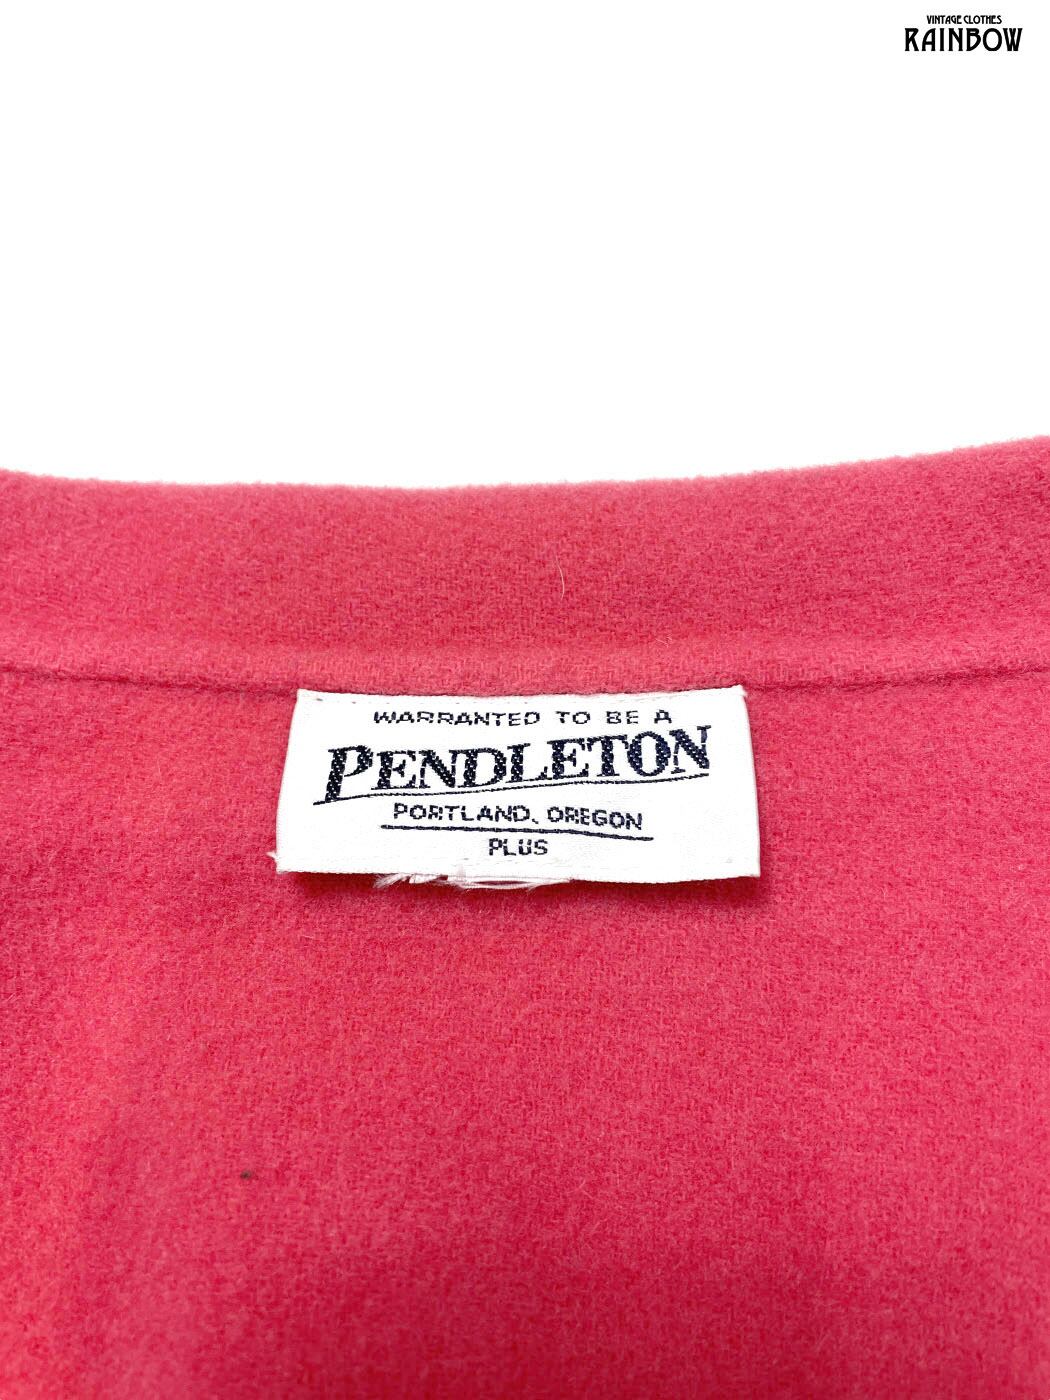 VINTAGE CLOTHES
RAINBOW
WARRANTED TO BE A
PENDLETON
PORTLAND, OREGON
PLUS